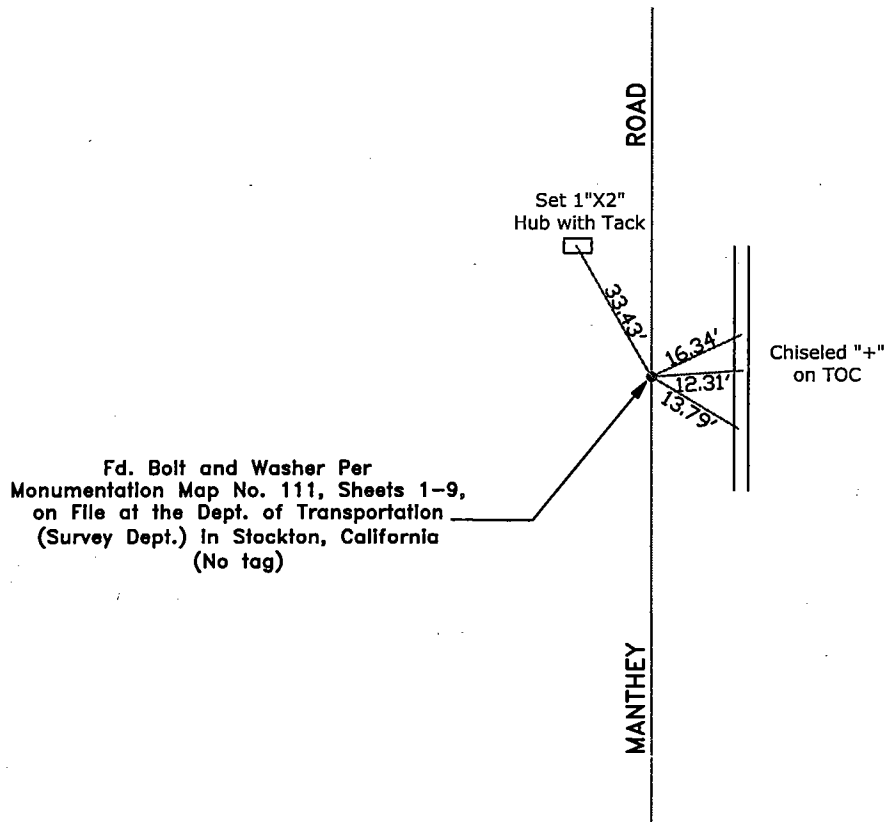 ROAD
Set 1"X2"
Hub with Tack
33.43'
16.34'
12.31'
13.79'
Chiseled "+"
on TOC
Fd. Bolt and Washer Per
Monumentation Map No. 111, Sheets 1-9,
on File at the Dept. of Transportation
(Survey Dept.) in Stockton, California
(No tag)
MANTHEY